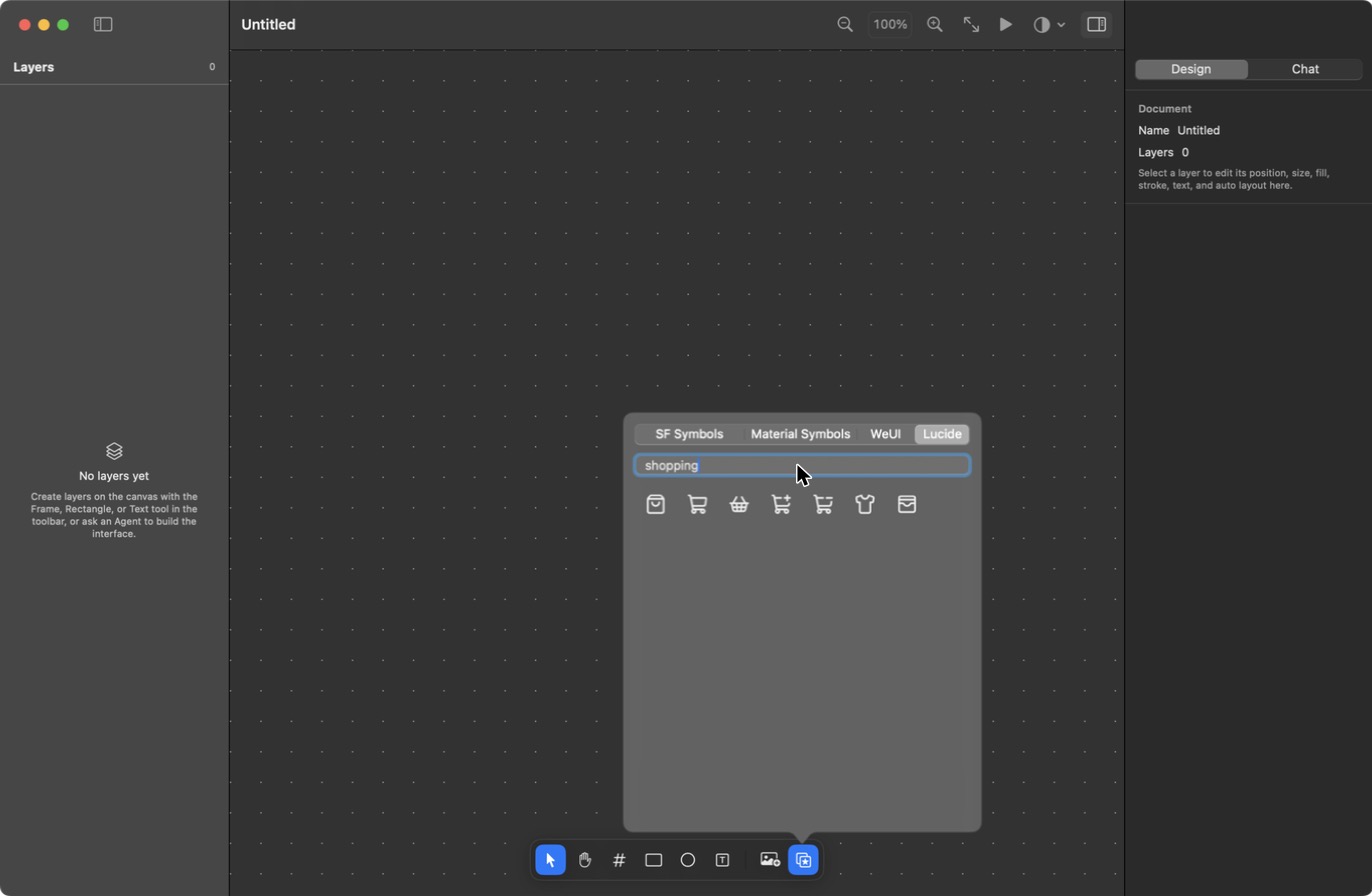 Untitled
100%
Layers
0
Design
Chat
Document
Name Untitled
Layers 0
Select a layer to edit its position, size, fill,
stroke, text, and auto layout here.
No layers yet
Create layers on the canvas with the
Frame, Rectangle, or Text tool in the
toolbar, or ask an Agent to build the
interface.
SF Symbols
Material Symbols
WeUI
Lucide
shopping